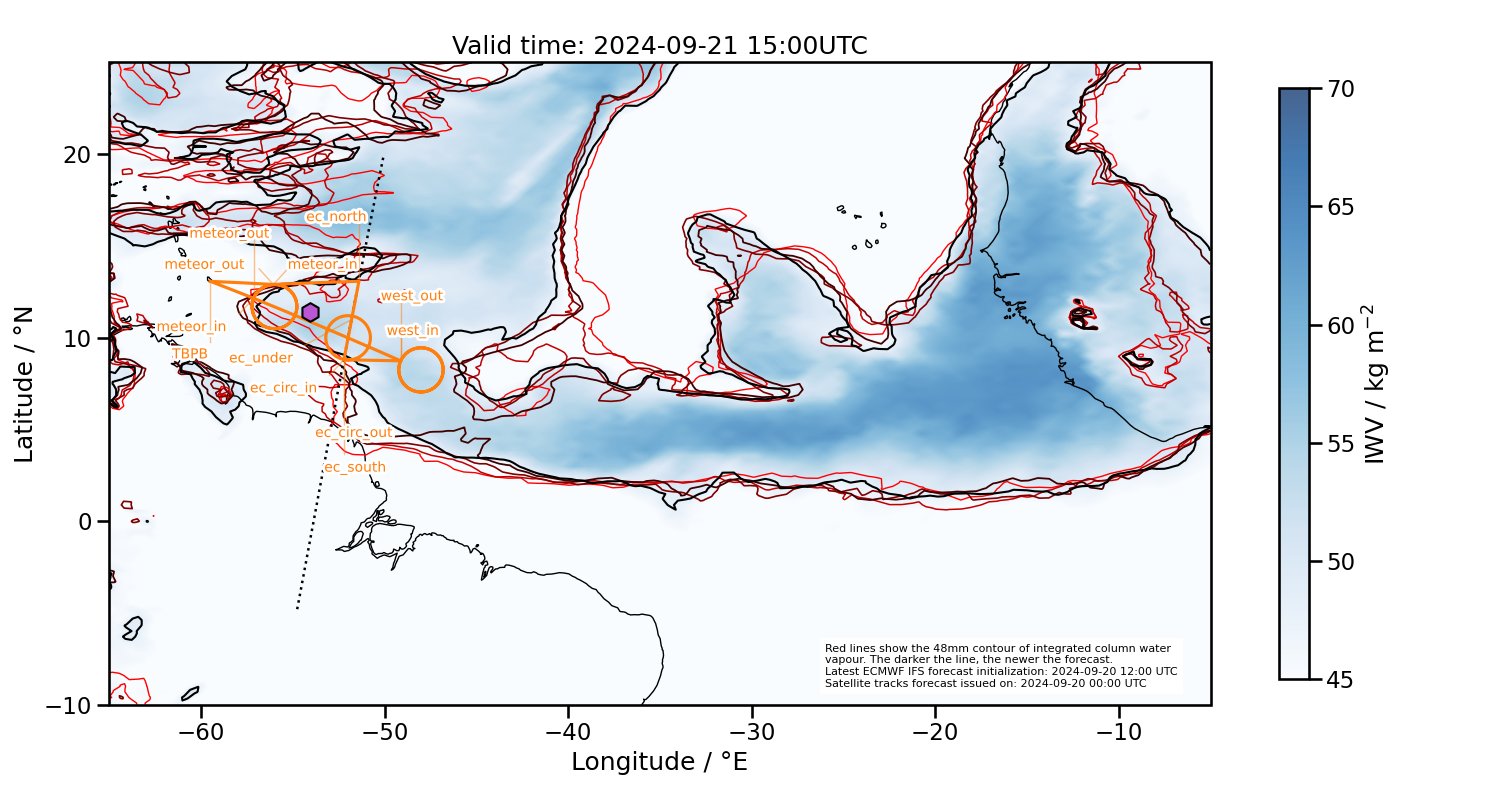 Valid time: 2024-09-21 15:00UTC
70
65
60
55
50
45
IWV / kg m⁻²
20
10
0
−10
Latitude / °N
ec_north
meteor_out
meteor_out
meteor_in
west_out
meteor_in
west_in
TBPB
ec_under
ec_circ_in
ec_circ_out
ec_south
Red lines show the 48mm contour of integrated column water
vapour. The darker the line, the newer the forecast.
Latest ECMWF IFS forecast initialization: 2024-09-20 12:00 UTC
Satellite tracks forecast issued on: 2024-09-20 00:00 UTC
−60
−50
−40
−30
−20
−10
Longitude / °E